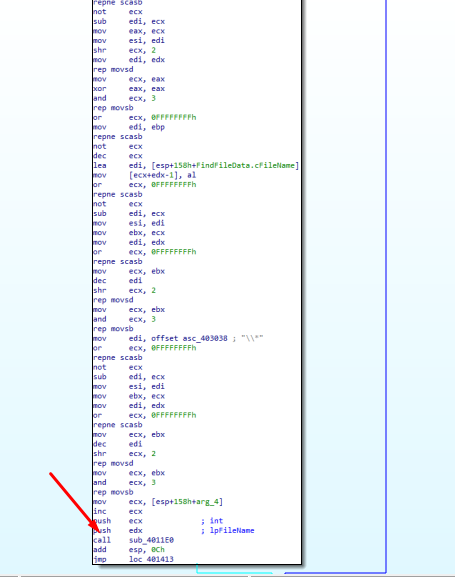 repne scasb
not ecx
sub edi, ecx
mov eax, ecx
mov esi, edi
shr ecx, 2
mov edi, edx
rep movsd
mov ecx, eax
xor eax, eax
and ecx, 3
rep movsb
or ecx, 0FFFFFFFFh
mov edi, ebp
repne scasb
not ecx
dec ecx
lea edi, [esp+158h+FindFileData.cFileName]
mov [ecx+edx-1], al
or ecx, 0FFFFFFFFh
repne scasb
not ecx
sub edi, ecx
mov esi, edi
mov ebx, ecx
mov edi, edx
or ecx, 0FFFFFFFFh
repne scasb
mov ecx, ebx
dec edi
shr ecx, 2
rep movsd
mov ecx, ebx
and ecx, 3
rep movsb
mov edi, offset asc_403038 ; "\\*"
or ecx, 0FFFFFFFFh
repne scasb
not ecx
sub edi, ecx
mov esi, edi
mov ebx, ecx
mov edi, edx
or ecx, 0FFFFFFFFh
repne scasb
mov ecx, ebx
dec edi
shr ecx, 2
rep movsd
mov ecx, ebx
and ecx, 3
rep movsb
mov ecx, [esp+158h+arg_4]
inc ecx
push ecx ; int
push edx ; lpFileName
call sub_4011E0
add esp, 0Ch
jmp loc_401413